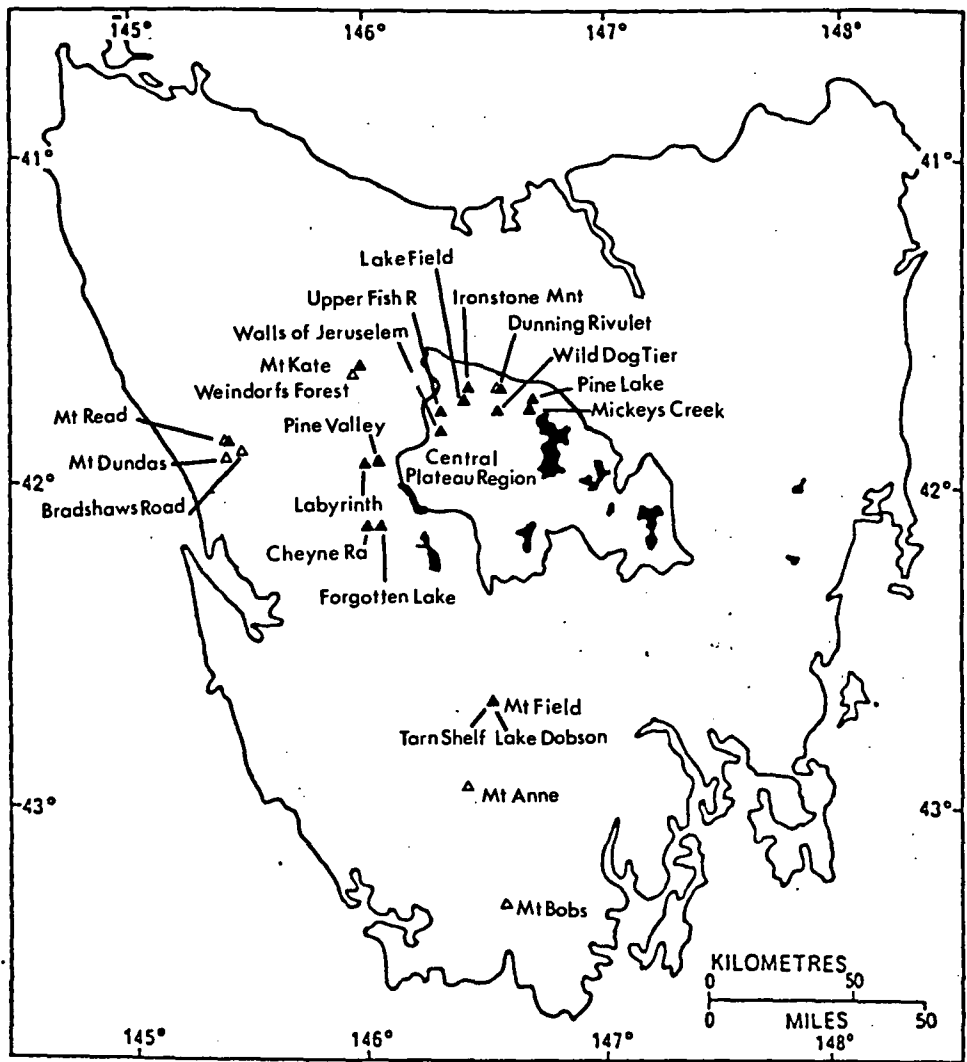 145° 146° 147° 148°
41° 41°
Lake Field
Upper Fish R Ironstone Mnt
Dunning Rivulet
Walls of Jeruselem
Wild Dog Tier
Mt Kate
Weindorfs Forest
Pine Lake
Mickeys Creek
Mt Read
Pine Valley
Mt Dundas
Central
Plateau Region
42° 42°
Bradshaws Road
Labyrinth
Cheyne Ra
Forgotten Lake
Mt Field
Tarn Shelf Lake Dobson
Mt Anne
43° 43°
Mt Bobs
KILOMETRES
0 50
0 MILES 50
145° 146° 147° 148°